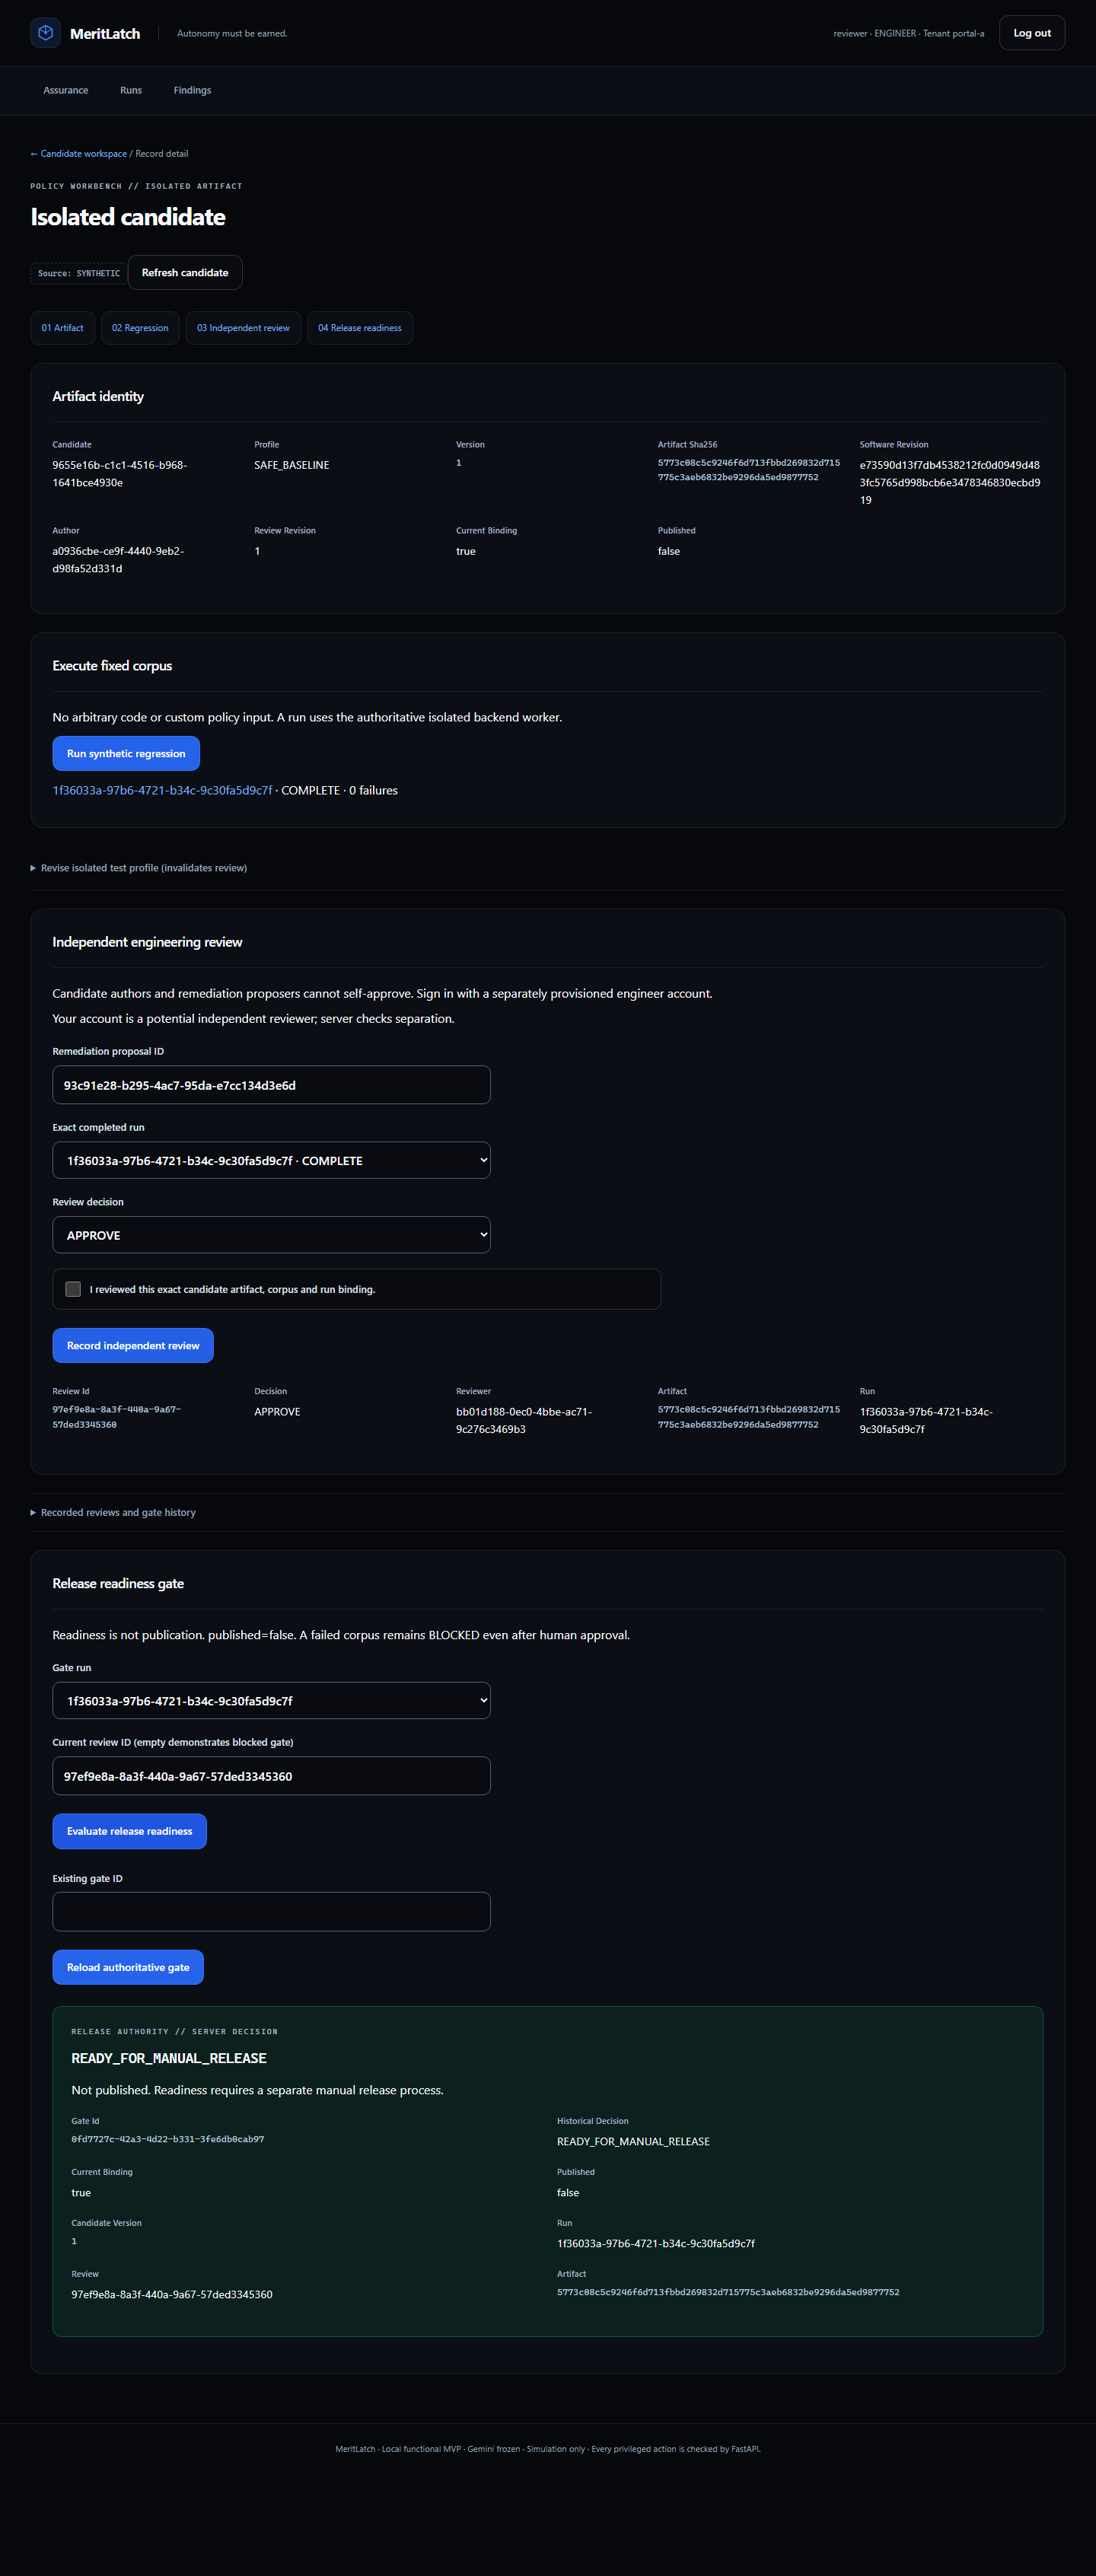 MeritLatch
Autonomy must be earned.
reviewer · ENGINEER · Tenant portal-a
Log out
Assurance
Runs
Findings
← Candidate workspace / Record detail
POLICY WORKBENCH // ISOLATED ARTIFACT
Isolated candidate
Source: SYNTHETIC
Refresh candidate
01 Artifact
02 Regression
03 Independent review
04 Release readiness
Artifact identity
Candidate
9655e16b-c1c1-4516-b968-
1641bce4930e
Profile
SAFE_BASELINE
Version
1
Artifact Sha256
5773c08c5c9246f6d713fbbd269832d715
775c3aeb6832be9296da5ed9877752
Software Revision
e73590d13f7db4538212fc0d0949d48
3fc5765d998bcb6e3478346830ecbd9
19
Author
a0936cbe-ce9f-4440-9eb2-
d98fa52d331d
Review Revision
1
Current Binding
true
Published
false
Execute fixed corpus
No arbitrary code or custom policy input. A run uses the authoritative isolated backend worker.
Run synthetic regression
1f36033a-97b6-4721-b34c-9c30fa5d9c7f · COMPLETE · 0 failures
▶ Revise isolated test profile (invalidates review)
Independent engineering review
Candidate authors and remediation proposers cannot self-approve. Sign in with a separately provisioned engineer account.
Your account is a potential independent reviewer; server checks separation.
Remediation proposal ID
93c91e28-b295-4ac7-95da-e7cc134d3e6d
Exact completed run
1f36033a-97b6-4721-b34c-9c30fa5d9c7f · COMPLETE
Review decision
APPROVE
I reviewed this exact candidate artifact, corpus and run binding.
Record independent review
Review Id
97ef9e8a-8a3f-440a-9a67-
57ded3345360
Decision
APPROVE
Reviewer
bb01d188-0ec0-4bbe-ac71-
9c276c3469b3
Artifact
5773c08c5c9246f6d713fbbd269832d715
775c3aeb6832be9296da5ed9877752
Run
1f36033a-97b6-4721-b34c-
9c30fa5d9c7f
▶ Recorded reviews and gate history
Release readiness gate
Readiness is not publication. published=false. A failed corpus remains BLOCKED even after human approval.
Gate run
1f36033a-97b6-4721-b34c-9c30fa5d9c7f
Current review ID (empty demonstrates blocked gate)
97ef9e8a-8a3f-440a-9a67-57ded3345360
Evaluate release readiness
Existing gate ID
Reload authoritative gate
RELEASE AUTHORITY // SERVER DECISION
READY_FOR_MANUAL_RELEASE
Not published. Readiness requires a separate manual release process.
Gate Id
0fd7727c-42a3-4d22-b331-3fe6db0cab97
Historical Decision
READY_FOR_MANUAL_RELEASE
Current Binding
true
Published
false
Candidate Version
1
Run
1f36033a-97b6-4721-b34c-9c30fa5d9c7f
Review
97ef9e8a-8a3f-440a-9a67-57ded3345360
Artifact
5773c08c5c9246f6d713fbbd269832d715775c3aeb6832be9296da5ed9877752
MeritLatch · Local functional MVP · Gemini frozen · Simulation only · Every privileged action is checked by FastAPI.